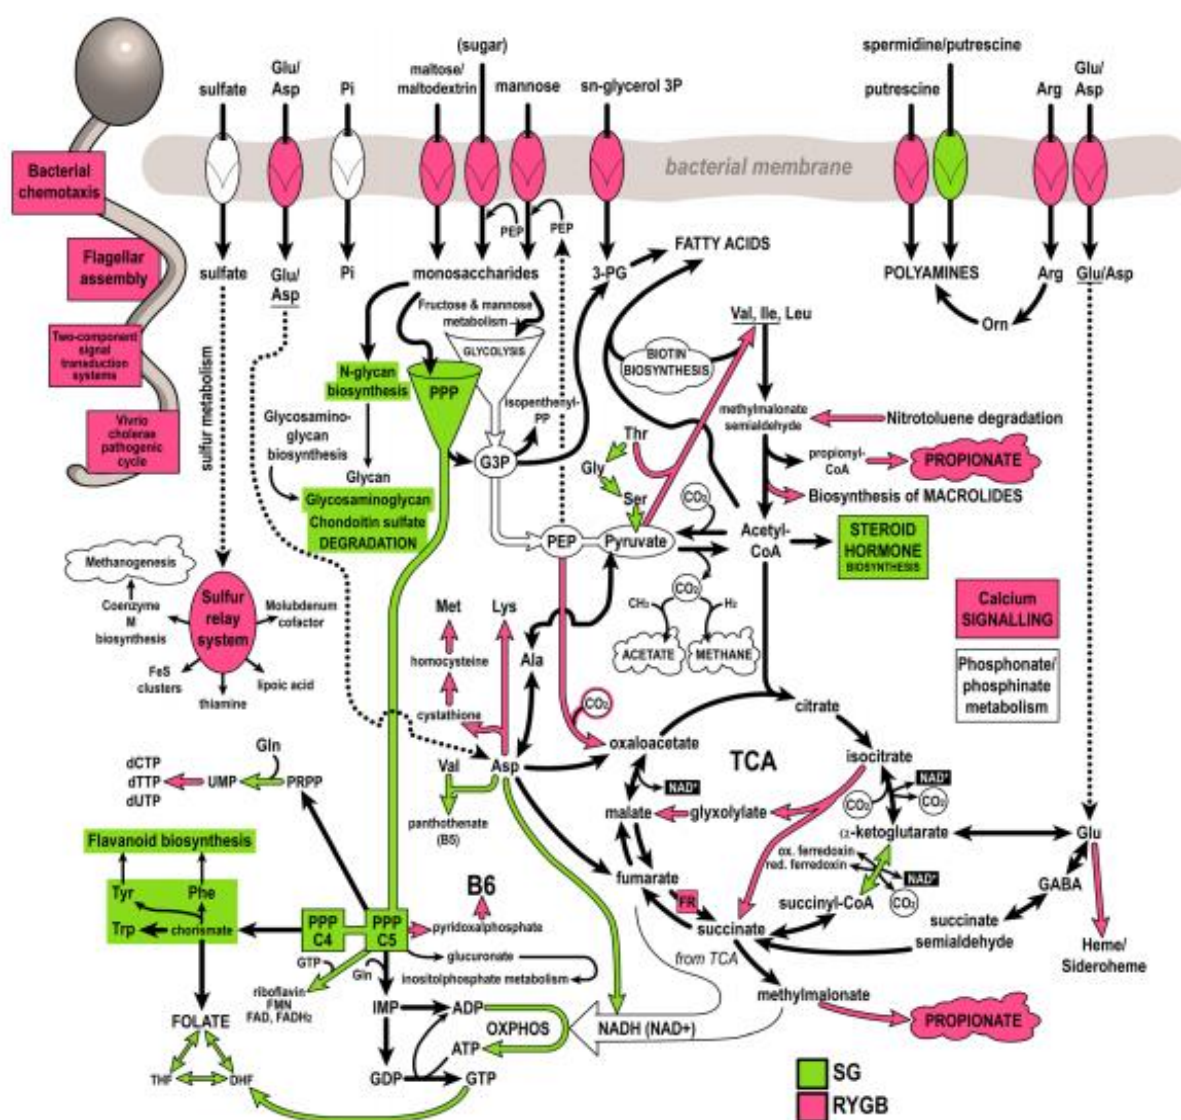 (sugar)
spermidine/putrescine
Glu/
Asp
maltose/
maltodextrin
sulfate
Pi
mannose
sn-glycerol 3P
putrescine
Arg
Glu/
Asp
bacterial membrane
Bacterial
chemotaxis
Flagellar
assembly
Two-component
signal
transduction
systems
Vivrio
cholerae
pathogenic
cycle
PEP
PEP
sulfate
Glu/
Asp
Pi
monosaccharides
3-PG
FATTY ACIDS
POLYAMINES
Arg
Glu/Asp
Orn
Fructose & mannose
metabolism
GLYCOLYSIS
Val, Ile, Leu
BIOTIN
BIOSYNTHESIS
sulfur metabolism
N-glycan
biosynthesis
PPP
isopentenyl-
PP
Glycosamino-
glycan
biosynthesis
Glycan
Glycosaminoglycan
Chondoitin sulfate
DEGRADATION
G3P
Thr
Gly
Ser
methylmalonate
semialdehyde
Nitrotoluene degradation
propionyl-
CoA
PROPIONATE
Biosynthesis of MACROLIDES
CO₂
PEP
Pyruvate
Acetyl-
CoA
STEROID
HORMONE
BIOSYNTHESIS
Methanogenesis
Coenzyme
M
biosynthesis
Sulfur
relay
system
Molubdenum
cofactor
FeS
clusters
thiamine
lipoic acid
CO₂
CH₃
H₂
ACETATE
METHANE
Calcium
SIGNALLING
Phosphonate/
phosphinate
metabolism
Met
Lys
homocysteine
cystathione
Ala
CO₂
oxaloacetate
citrate
TCA
isocitrate
Val
Asp
panthothenate
(B5)
NAD⁺
malate
glyxolylate
NAD⁺
CO₂
CO₂
α-ketoglutarate
Glu
dCTP
dTTP
dUTP
UMP
Gln
PRPP
ox. ferredoxin
red. ferredoxin
NAD⁺
CO₂
fumarate
FR
succinate
succinyl-CoA
GABA
succinate
semialdehyde
Heme/
Sideroheme
Flavanoid biosynthesis
Tyr
Phe
Trp
chorismate
PPP
C4
PPP
C5
B6
pyridoxalphosphate
glucuronate
inositolphosphate metabolism
from TCA
GTP
Gln
riboflavin
FMN
FAD, FADH₂
methylmalonate
PROPIONATE
FOLATE
THF
DHF
IMP
ADP
OXPHOS
NADH (NAD+)
ATP
GDP
GTP
SG
RYGB